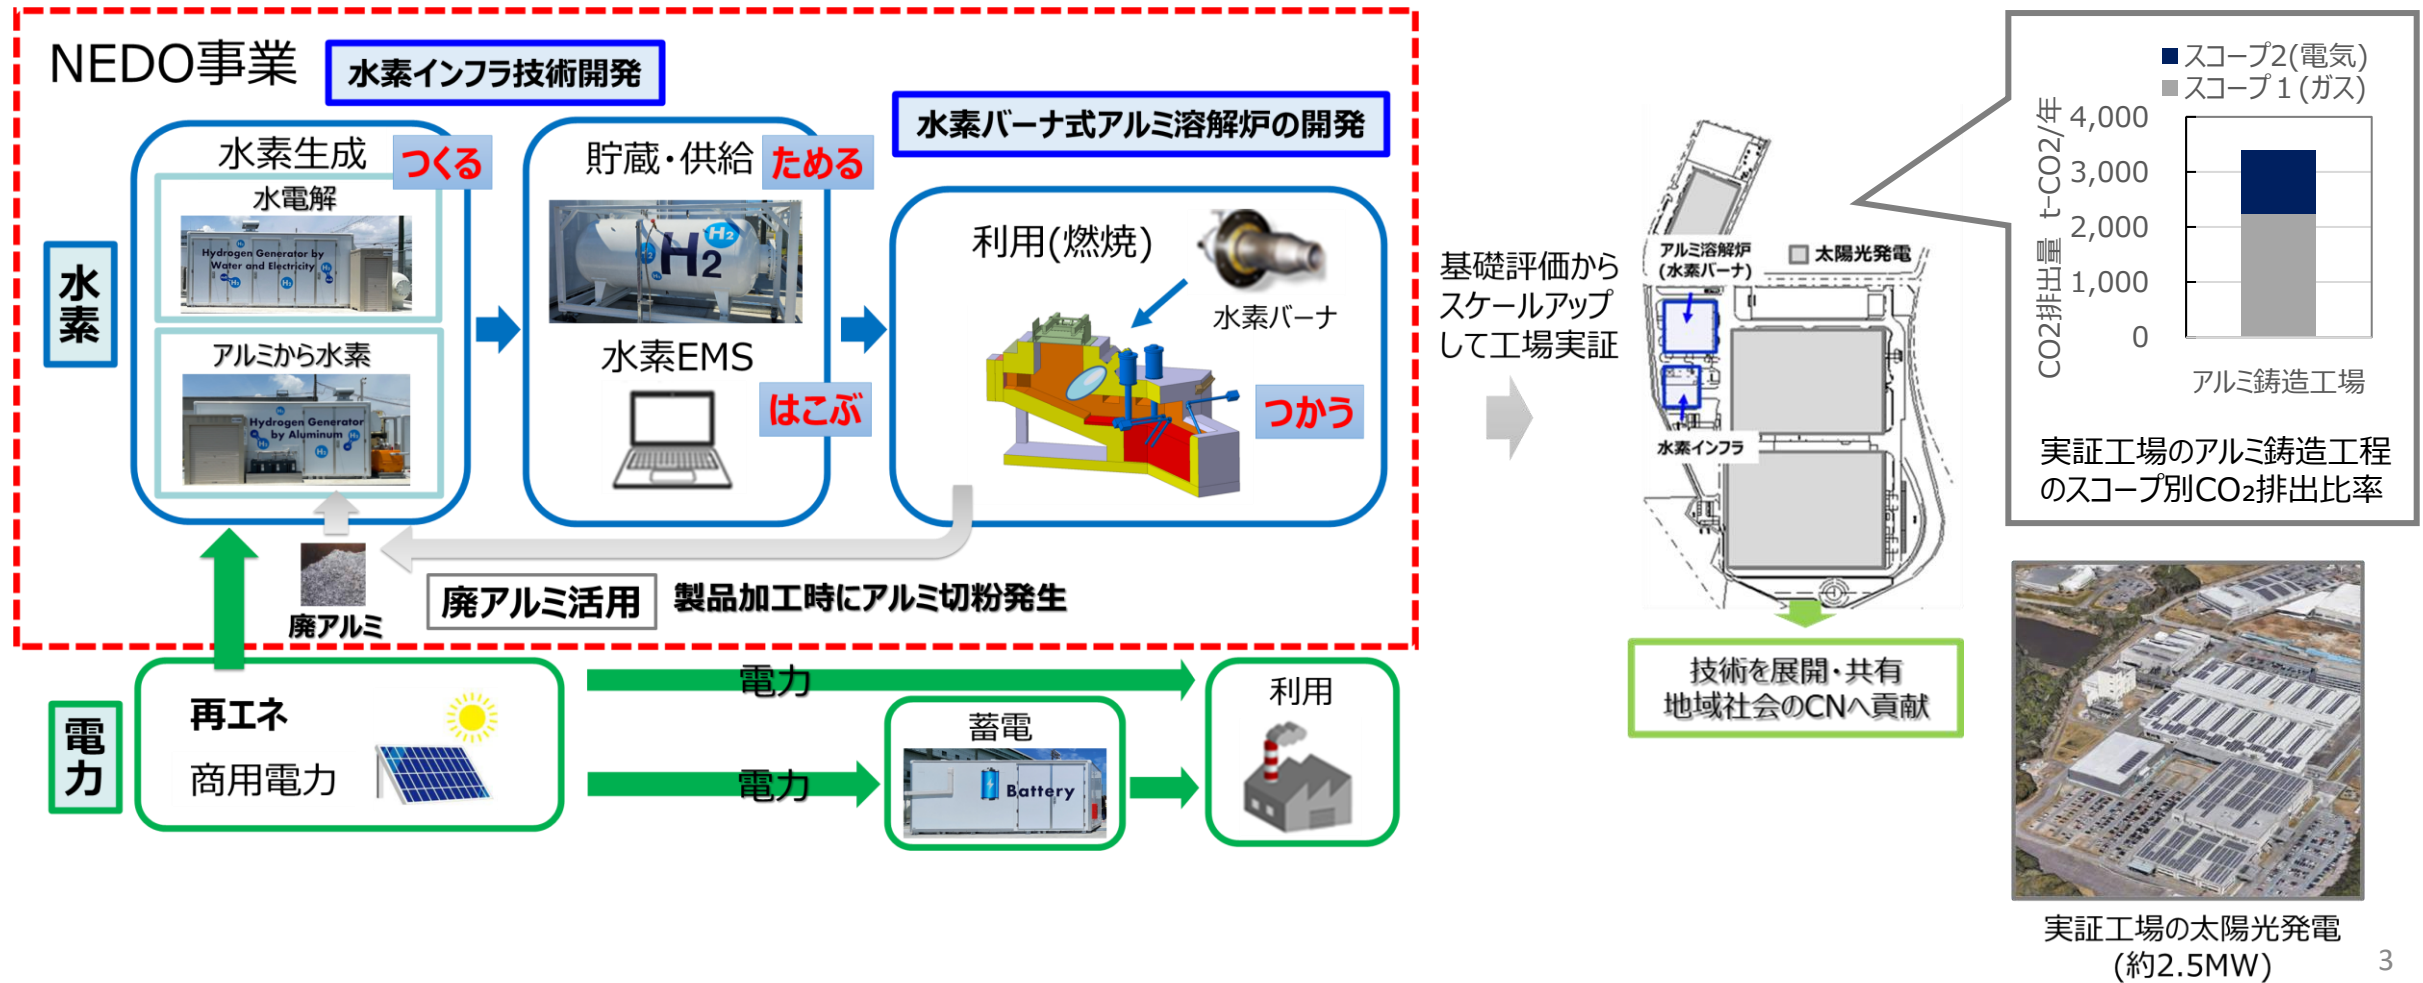 NEDO事業
水素インフラ技術開発
水素バーナ式アルミ溶解炉の開発
水素
水素生成
つくる
水電解
Hydrogen Generator by
Water and Electricity
アルミから水素
Hydrogen Generator
by Aluminum
貯蔵・供給
ためる
H2
H2
水素EMS
はこぶ
利用(燃焼)
水素バーナ
つかう
廃アルミ
廃アルミ活用
製品加工時にアルミ切粉発生
電力
再エネ
商用電力
電力
電力
蓄電
Battery
利用
基礎評価から
スケールアップ
して工場実証
アルミ溶解炉
(水素バーナ)
太陽光発電
水素インフラ
技術を展開・共有
地域社会のCNへ貢献
スコープ2(電気)
スコープ１(ガス)
CO2排出量 t-CO2/年
4,000
3,000
2,000
1,000
0
アルミ鋳造工場
実証工場のアルミ鋳造工程
のスコープ別CO₂排出比率
実証工場の太陽光発電
(約2.5MW)
3